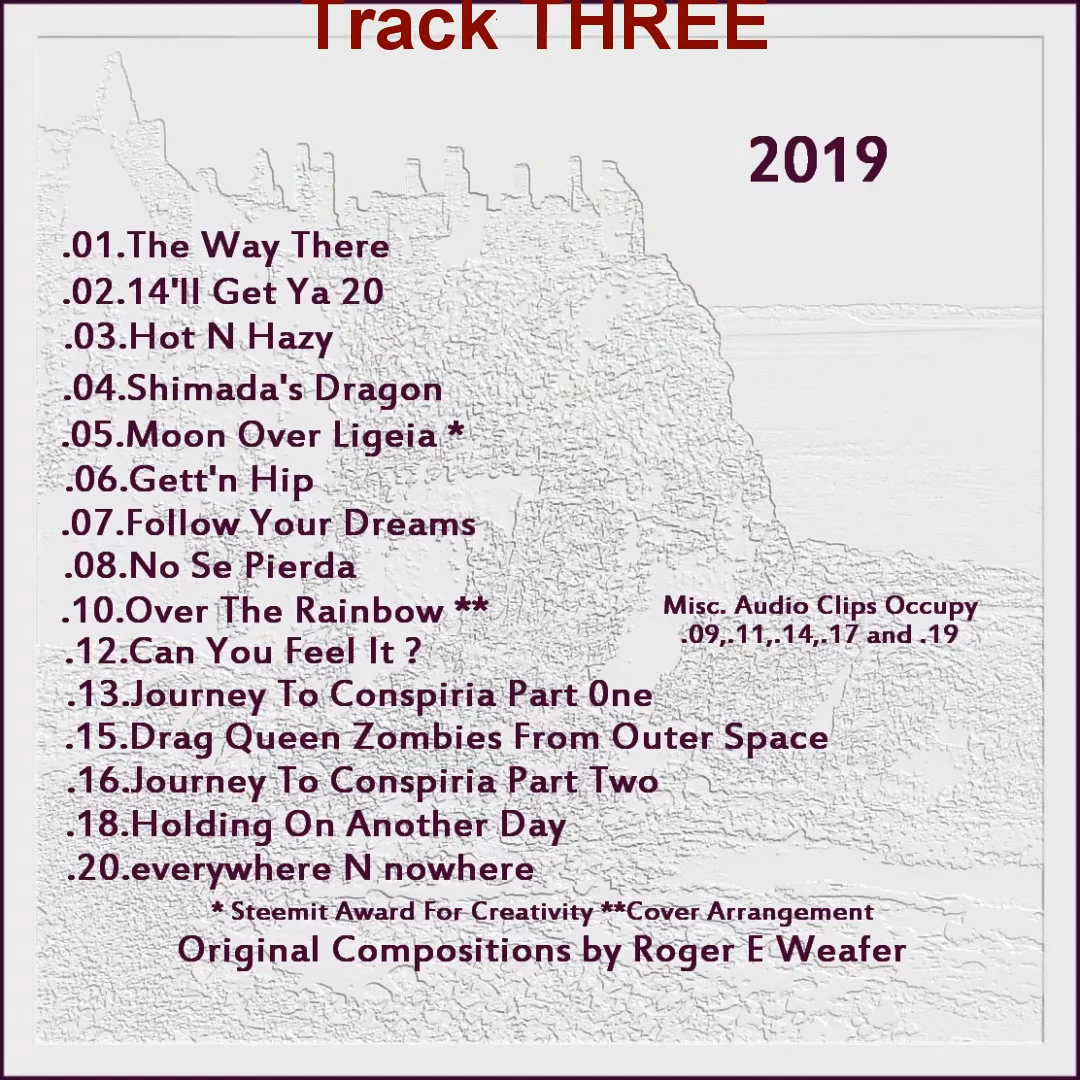 Track THREE
2019
.01.The Way There
.02.14'll Get Ya 20
.03.Hot N Hazy
.04.Shimada's Dragon
.05.Moon Over Ligeia *
.06.Gett'n Hip
.07.Follow Your Dreams
.08.No Se Pierda
.10.Over The Rainbow **
Misc. Audio Clips Occupy
.09,.11,.14,.17 and .19
.12.Can You Feel It ?
.13.Journey To Conspiria Part 0ne
.15.Drag Queen Zombies From Outer Space
.16.Journey To Conspiria Part Two
.18.Holding On Another Day
.20.everywhere N nowhere
* Steemit Award For Creativity **Cover Arrangement
Original Compositions by Roger E Weafer